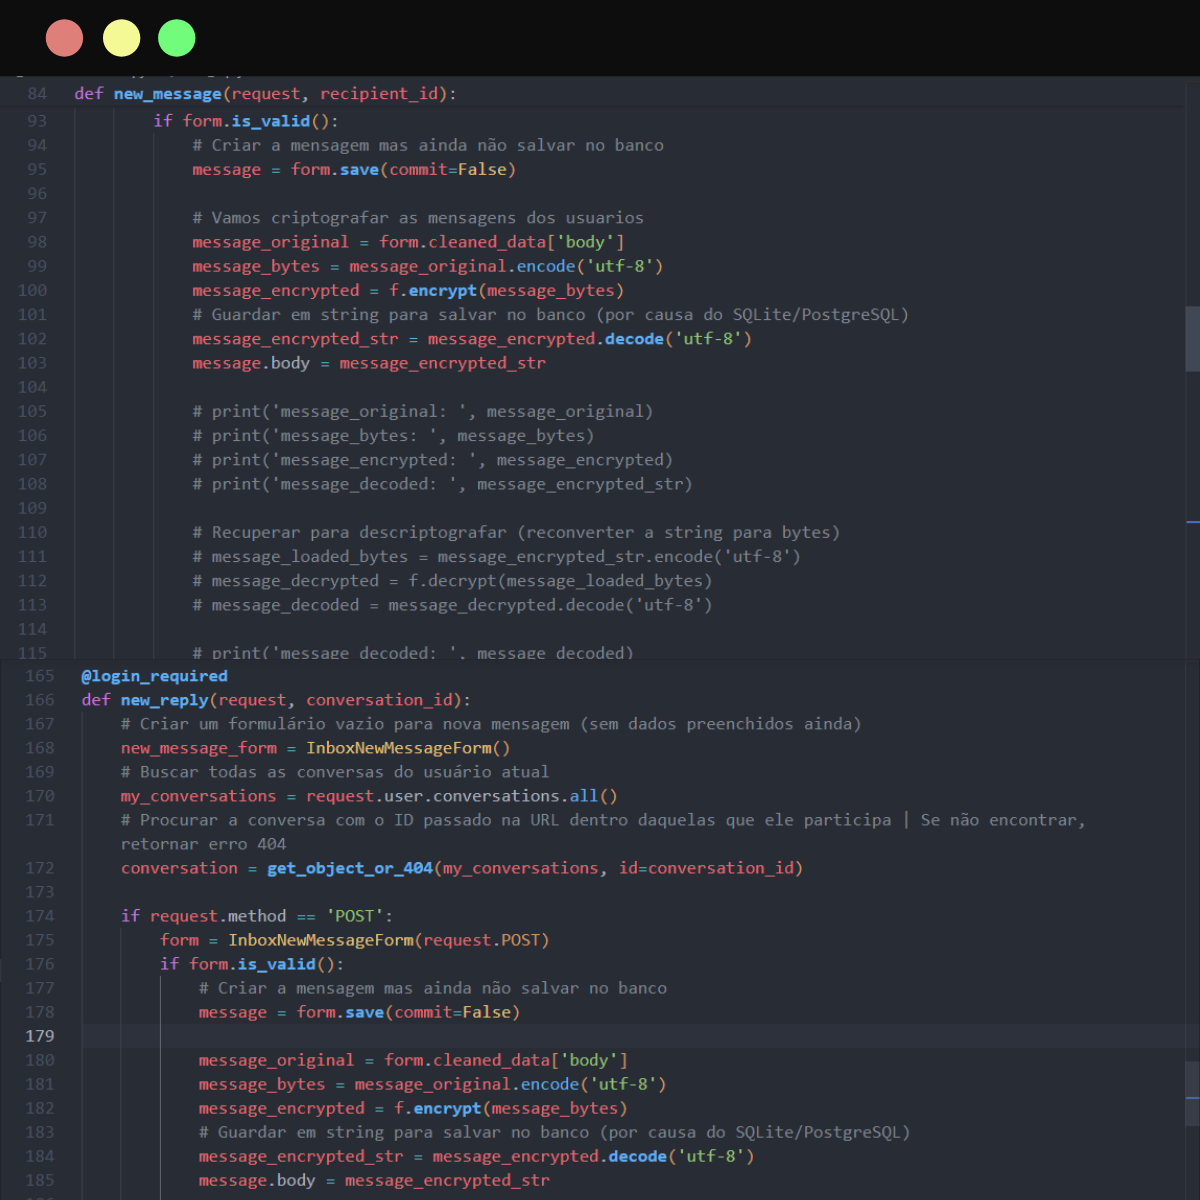 84 def new_message(request, recipient_id):
93 if form.is_valid():
94 # Criar a mensagem mas ainda não salvar no banco
95 message = form.save(commit=False)
96
97 # Vamos criptografar as mensagens dos usuarios
98 message_original = form.cleaned_data['body']
99 message_bytes = message_original.encode('utf-8')
100 message_encrypted = f.encrypt(message_bytes)
101 # Guardar em string para salvar no banco (por causa do SQLite/PostgreSQL)
102 message_encrypted_str = message_encrypted.decode('utf-8')
103 message.body = message_encrypted_str
104
105 # print('message_original: ', message_original)
106 # print('message_bytes: ', message_bytes)
107 # print('message_encrypted: ', message_encrypted)
108 # print('message_decoded: ', message_encrypted_str)
109
110 # Recuperar para descriptografar (reconverter a string para bytes)
111 # message_loaded_bytes = message_encrypted_str.encode('utf-8')
112 # message_decrypted = f.decrypt(message_loaded_bytes)
113 # message_decoded = message_decrypted.decode('utf-8')
114
115 # print('message_decoded: ', message_decoded)
165 @login_required
166 def new_reply(request, conversation_id):
167 # Criar um formulário vazio para nova mensagem (sem dados preenchidos ainda)
168 new_message_form = InboxNewMessageForm()
169 # Buscar todas as conversas do usuário atual
170 my_conversations = request.user.conversations.all()
171 # Procurar a conversa com o ID passado na URL dentro daquelas que ele participa | Se não encontrar,
retornar erro 404
172 conversation = get_object_or_404(my_conversations, id=conversation_id)
173
174 if request.method == 'POST':
175 form = InboxNewMessageForm(request.POST)
176 if form.is_valid():
177 # Criar a mensagem mas ainda não salvar no banco
178 message = form.save(commit=False)
179
180 message_original = form.cleaned_data['body']
181 message_bytes = message_original.encode('utf-8')
182 message_encrypted = f.encrypt(message_bytes)
183 # Guardar em string para salvar no banco (por causa do SQLite/PostgreSQL)
184 message_encrypted_str = message_encrypted.decode('utf-8')
185 message.body = message_encrypted_str